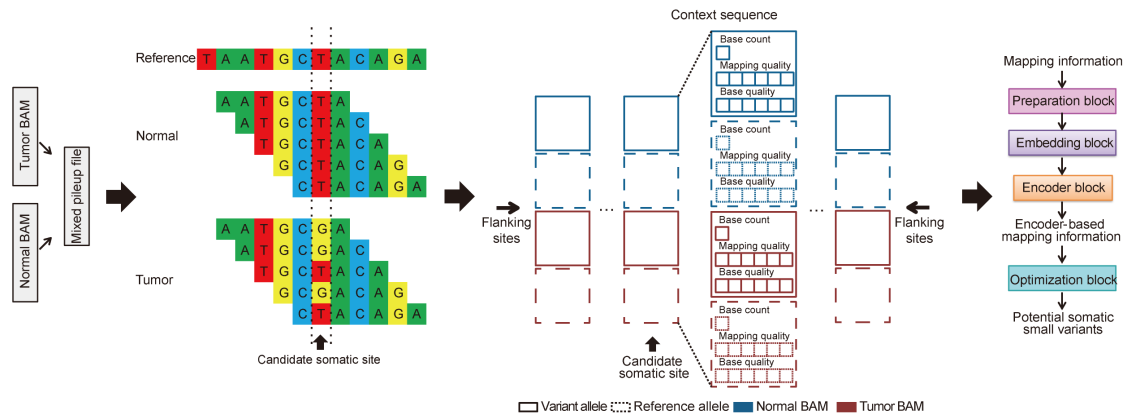 Tumor BAM
Normal BAM
Mixed pileup file
Reference
T A A T G C T A C A G A
Normal
A A T G C T A
A T G C T A C
T G C T A C A
G C T A C A G
C T A C A G A
Tumor
A A T G C G A
A T G C G A C
T G C T A C A
G C G A C A G
C T A C A G A
Candidate somatic site
Context sequence
Base count
Mapping quality
Base quality
Base count
Mapping quality
Base quality
Base count
Mapping quality
Base quality
Base count
Mapping quality
Base quality
Flanking
sites
...
...
Flanking
sites
Candidate
somatic site
Variant allele
Reference allele
Normal BAM
Tumor BAM
Mapping information
Preparation block
Embedding block
Encoder block
Encoder-based
mapping information
Optimization block
Potential somatic
small variants